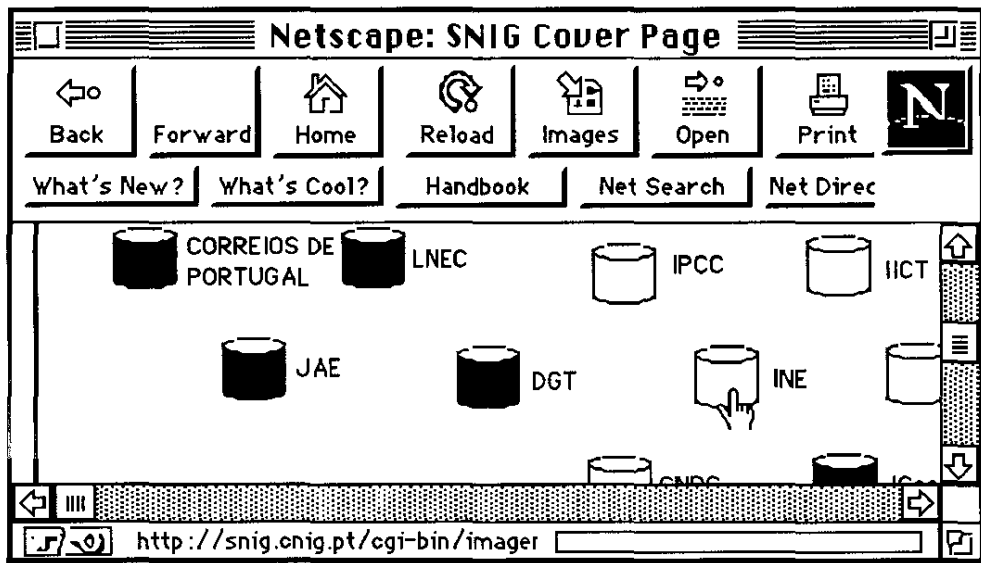 Netscape: SNIG Cover Page
Back Forward Home Reload Images Open Print N
What's New? What's Cool? Handbook Net Search Net Direc
CORREIOS DE
PORTUGAL
LNEC IPCC IICT
JAE DGT INE
http://snig.cnig.pt/cgi-bin/imager